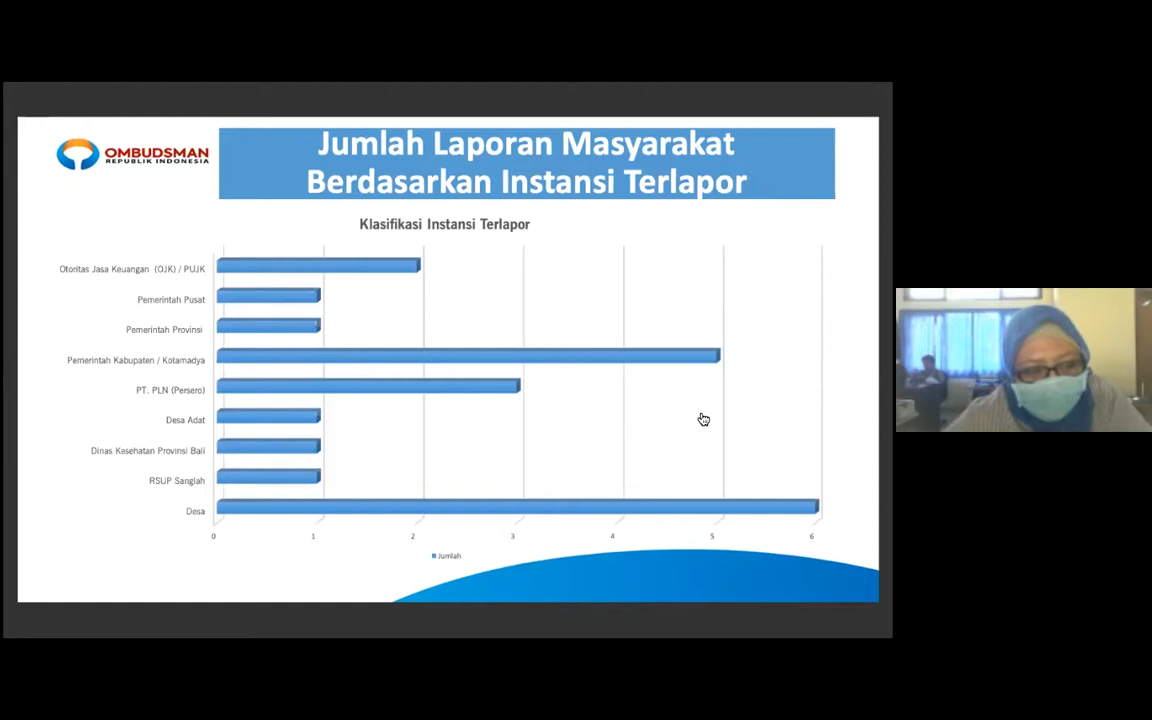 OMBUDSMAN
REPUBLIK INDONESIA
Jumlah Laporan Masyarakat
Berdasarkan Instansi Terlapor
Klasifikasi Instansi Terlapor
Otoritas Jasa Keuangan (OJK) / PUJK
Pemerintah Pusat
Pemerintah Provinsi
Pemerintah Kabupaten / Kotamadya
PT. PLN (Persero)
Desa Adat
Dinas Kesehatan Provinsi Bali
RSUP Sanglah
Desa
0 1 2 3 4 5 6
Jumlah